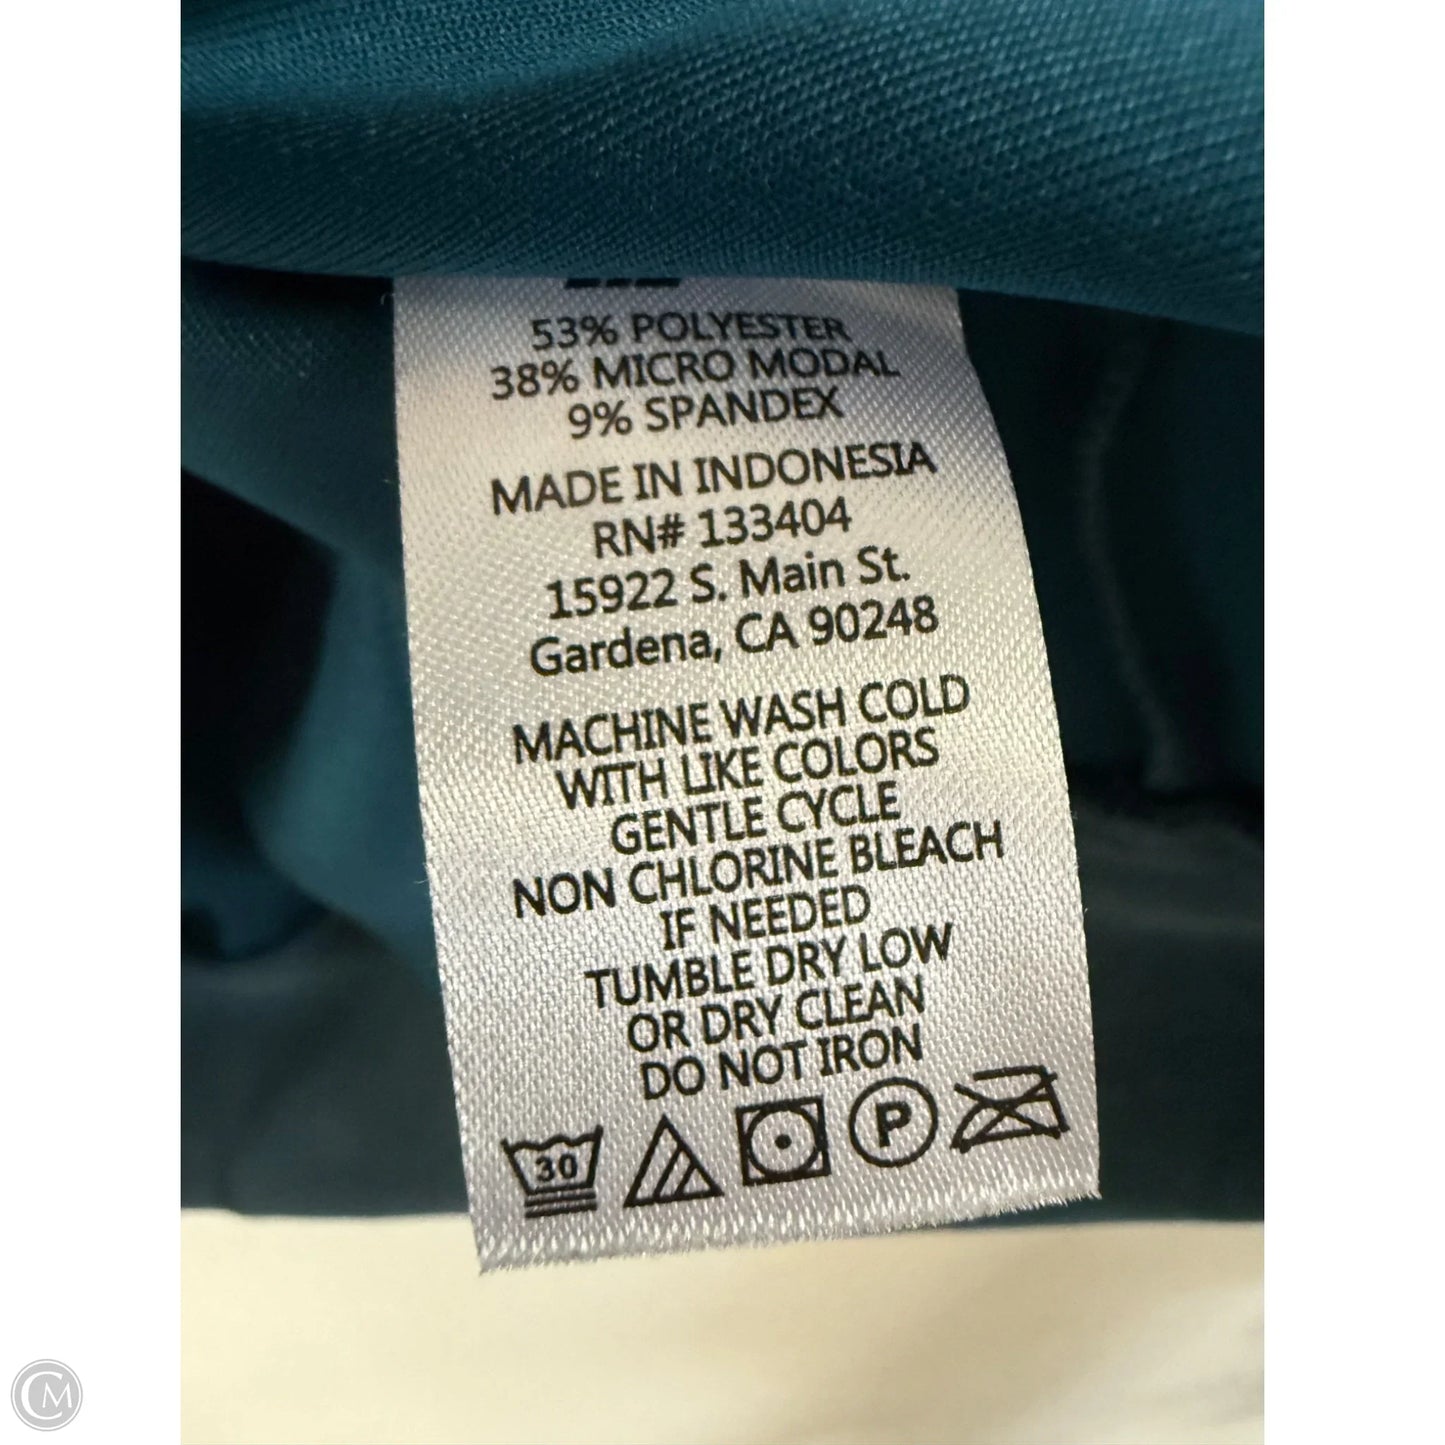 53% POLYESTER
38% MICRO MODAL
9% SPANDEX
MADE IN INDONESIA
RN# 133404
15922 S. Main St.
Gardena, CA 90248
MACHINE WASH COLD
WITH LIKE COLORS
GENTLE CYCLE
NON CHLORINE BLEACH
IF NEEDED
TUMBLE DRY LOW
OR DRY CLEAN
DO NOT IRON
30
P
CM